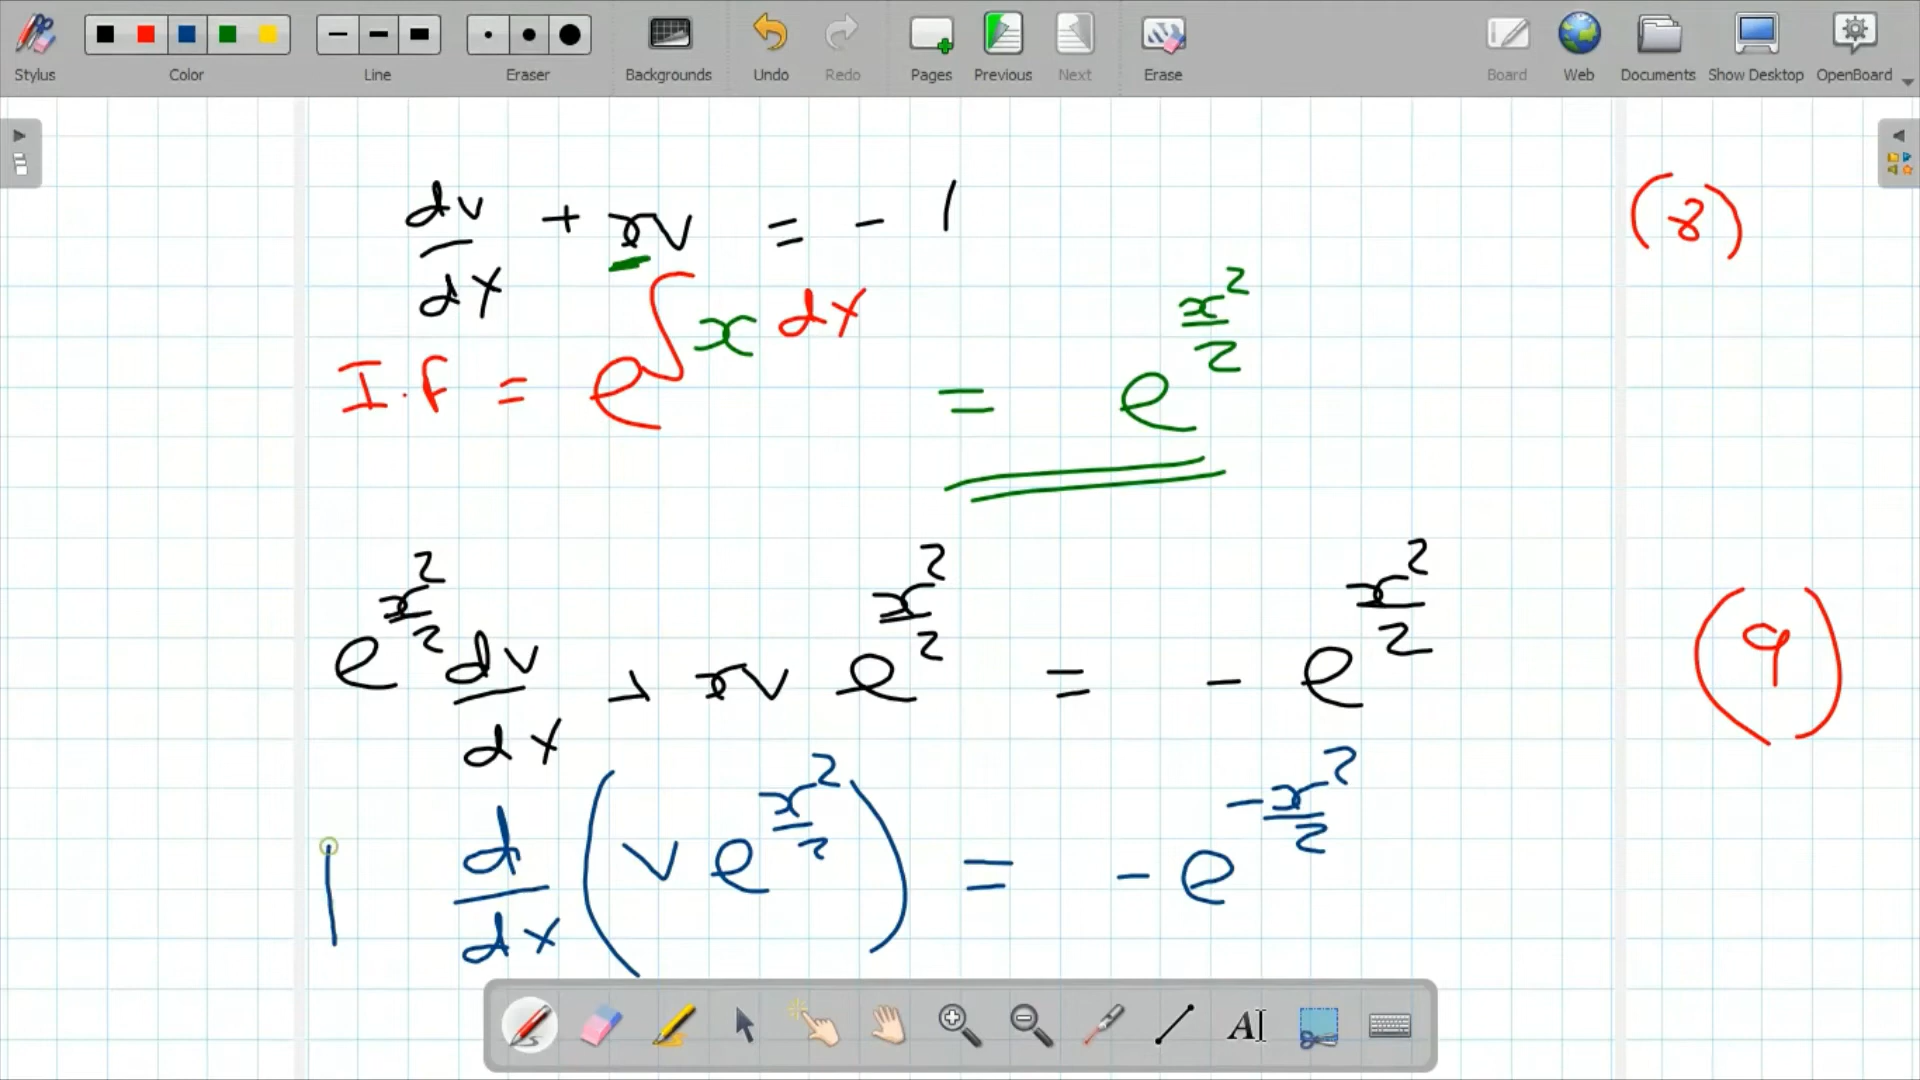 Stylus Color Line Eraser Backgrounds Undo Redo Pages Previous Next Erase Board Web Documents Show Desktop OpenBoard
dv/dx + xv = - 1 (8)
I.F = e^∫x dx = e^x²/2
e^x²/2 dv/dx + xv e^x²/2 = - e^x²/2 (9)
d/dx (v e^x²/2) = - e^-x²/2
AI